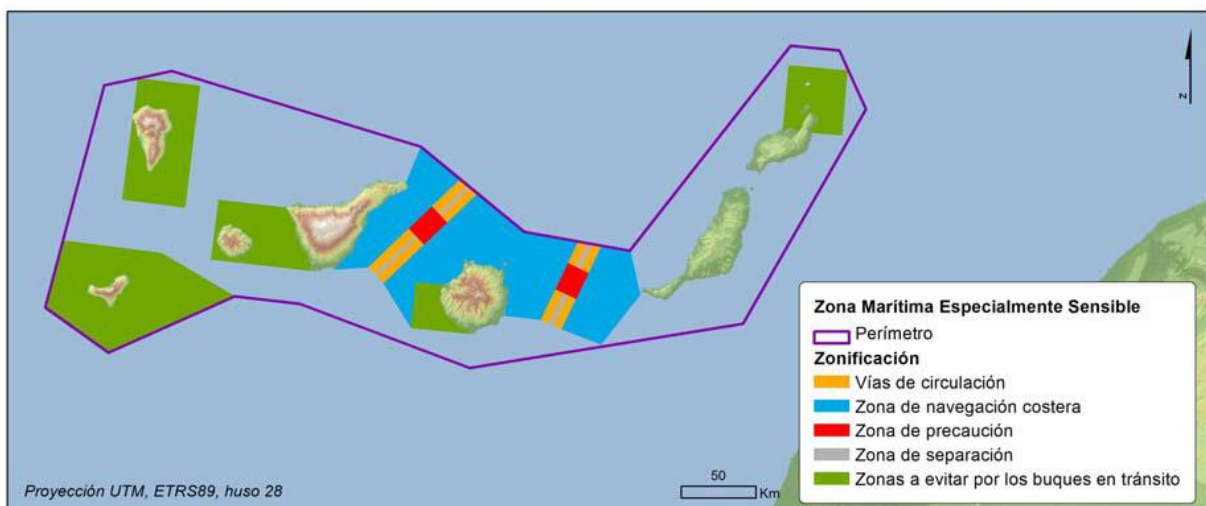 N
Zona Marítima Especialmente Sensible
Perímetro
Zonificación
Vías de circulación
Zona de navegación costera
Zona de precaución
Zona de separación
Zonas a evitar por los buques en tránsito
50
Km
Proyección UTM, ETRS89, huso 28